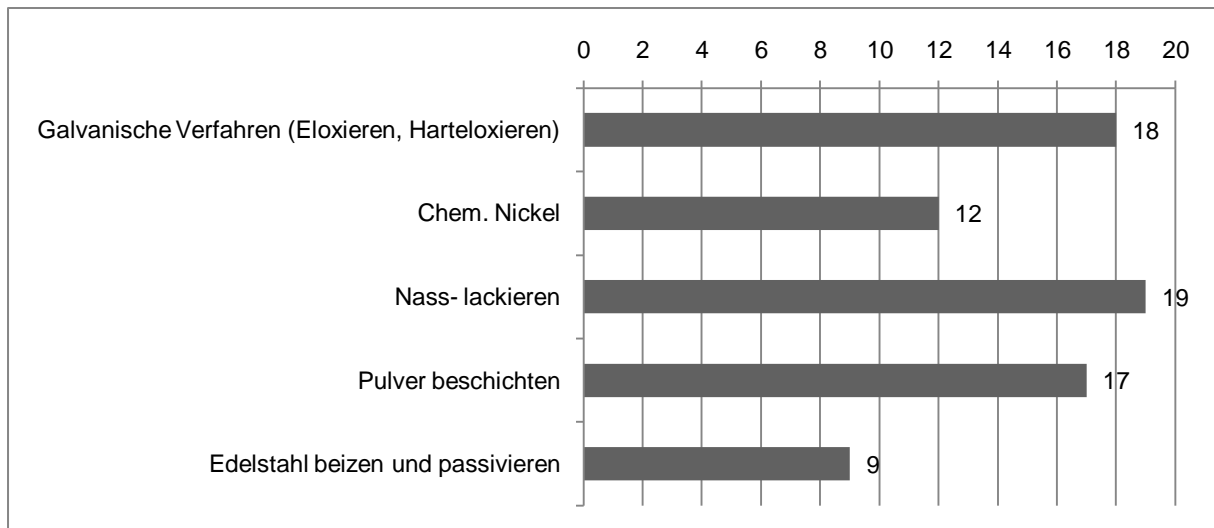 0 2 4 6 8 10 12 14 16 18 20
Galvanische Verfahren (Eloxieren, Harteloxieren) 18
Chem. Nickel 12
Nass- lackieren 19
Pulver beschichten 17
Edelstahl beizen und passivieren 9